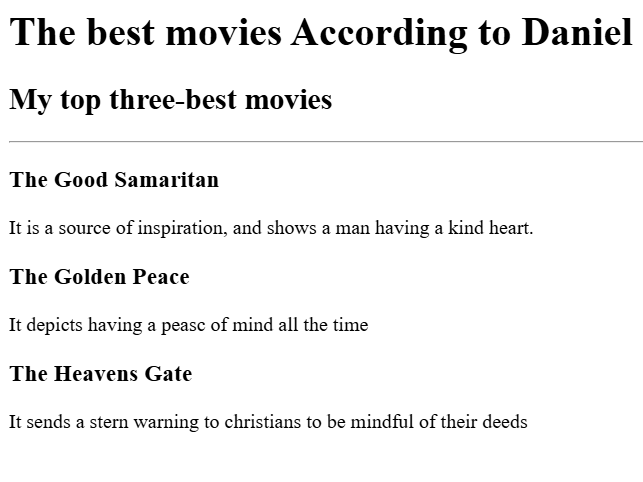 The best movies According to Daniel
My top three-best movies
The Good Samaritan
It is a source of inspiration, and shows a man having a kind heart.
The Golden Peace
It depicts having a peasc of mind all the time
The Heavens Gate
It sends a stern warning to christians to be mindful of their deeds